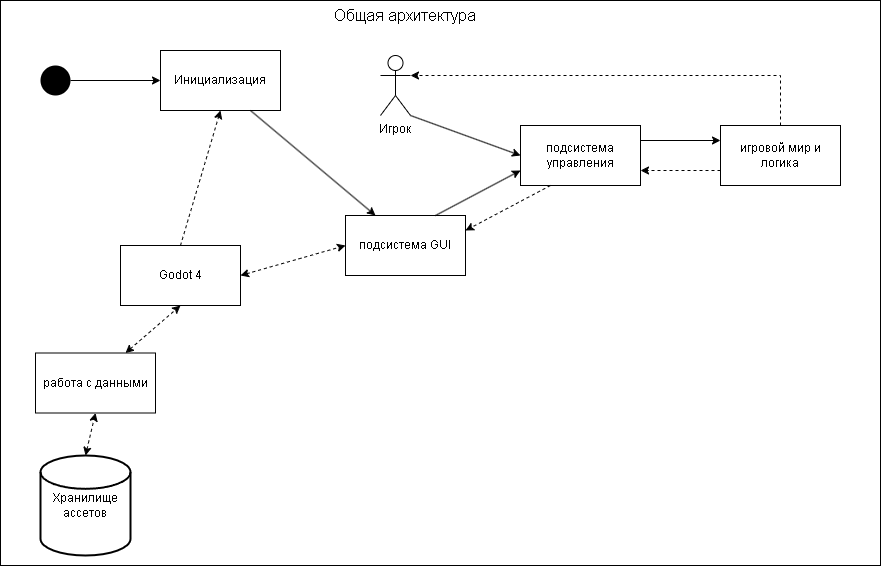 Общая архитектура
Инициализация
Игрок
подсистема
управления
игровой мир и
логика
подсистема GUI
Godot 4
работа с данными
Хранилище
ассетов